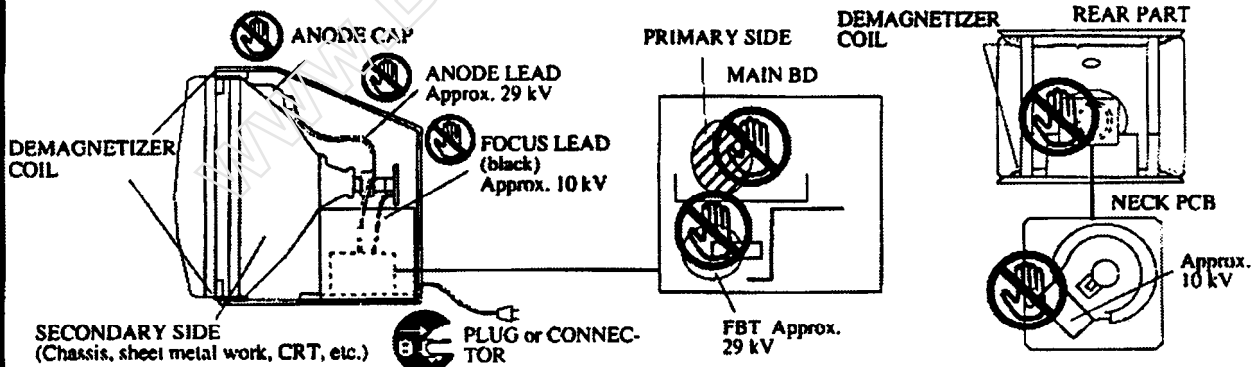 ANODE CAP
ANODE LEAD
Approx. 29 kV
FOCUS LEAD
(black)
Approx. 10 kV
DEMAGNETIZER
COIL
SECONDARY SIDE
(Chassis, sheet metal work, CRT, etc.)
PLUG or CONNEC-
TOR
PRIMARY SIDE
MAIN BD
FBT Approx.
29 kV
DEMAGNETIZER
COIL
REAR PART
NECK PCB
Approx.
10 kV